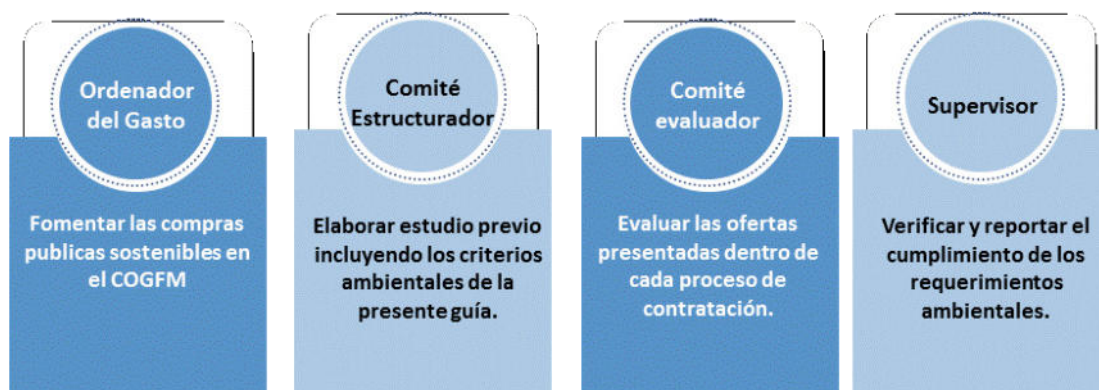 Ordenador
del Gasto
Fomentar las compras
publicas sostenibles en
el COGFM
Comité
Estructurador
Elaborar estudio previo
incluyendo los criterios
ambientales de la
presente guía.
Comité
evaluador
Evaluar las ofertas
presentadas dentro de
cada proceso de
contratación.
Supervisor
Verificar y reportar el
cumplimiento de los
requerimientos
ambientales.